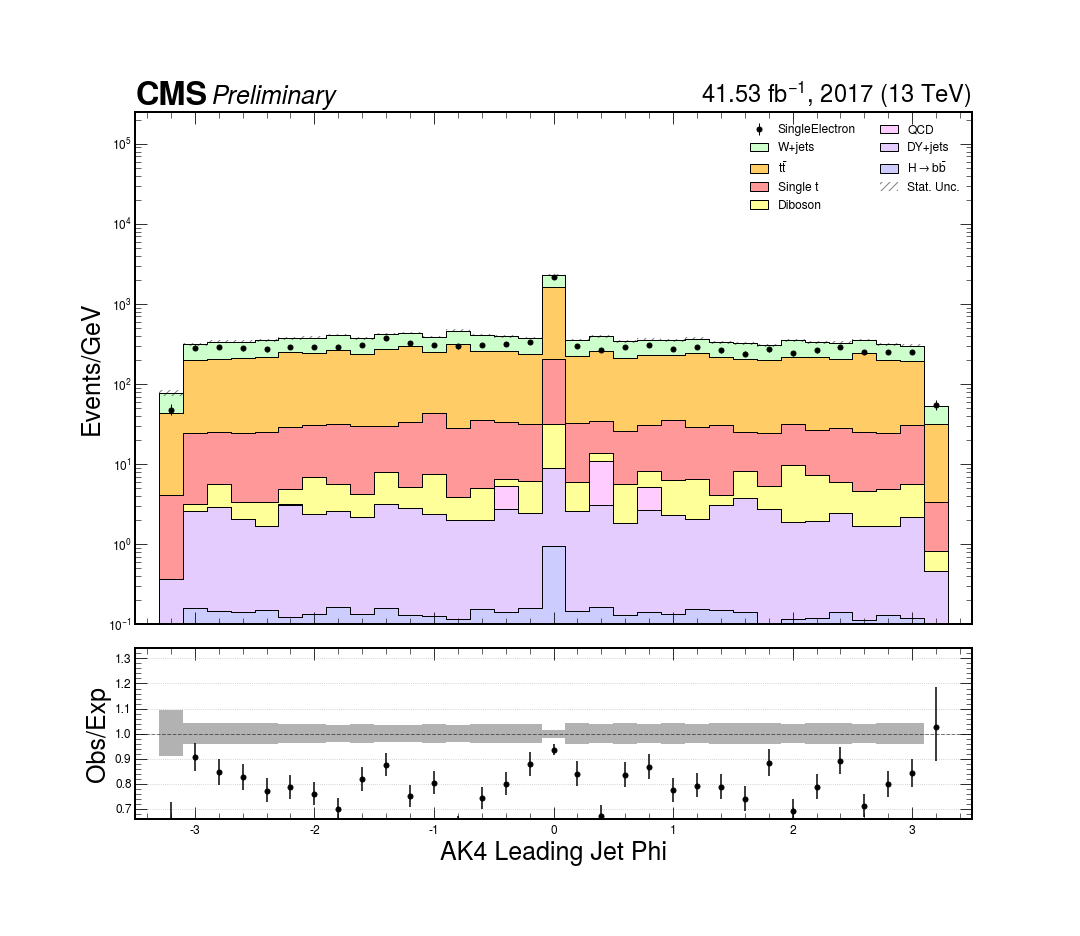 CMS Preliminary 41.53 fb⁻¹, 2017 (13 TeV)
SingleElectron QCD
W+jets DY+jets
tt̄ H→bb̄
Single t Stat. Unc.
Diboson
Events/GeV
10⁵
10⁴
10³
10²
10¹
10⁰
10⁻¹
Obs/Exp
1.3
1.2
1.1
1.0
0.9
0.8
0.7
-3 -2 -1 0 1 2 3
AK4 Leading Jet Phi